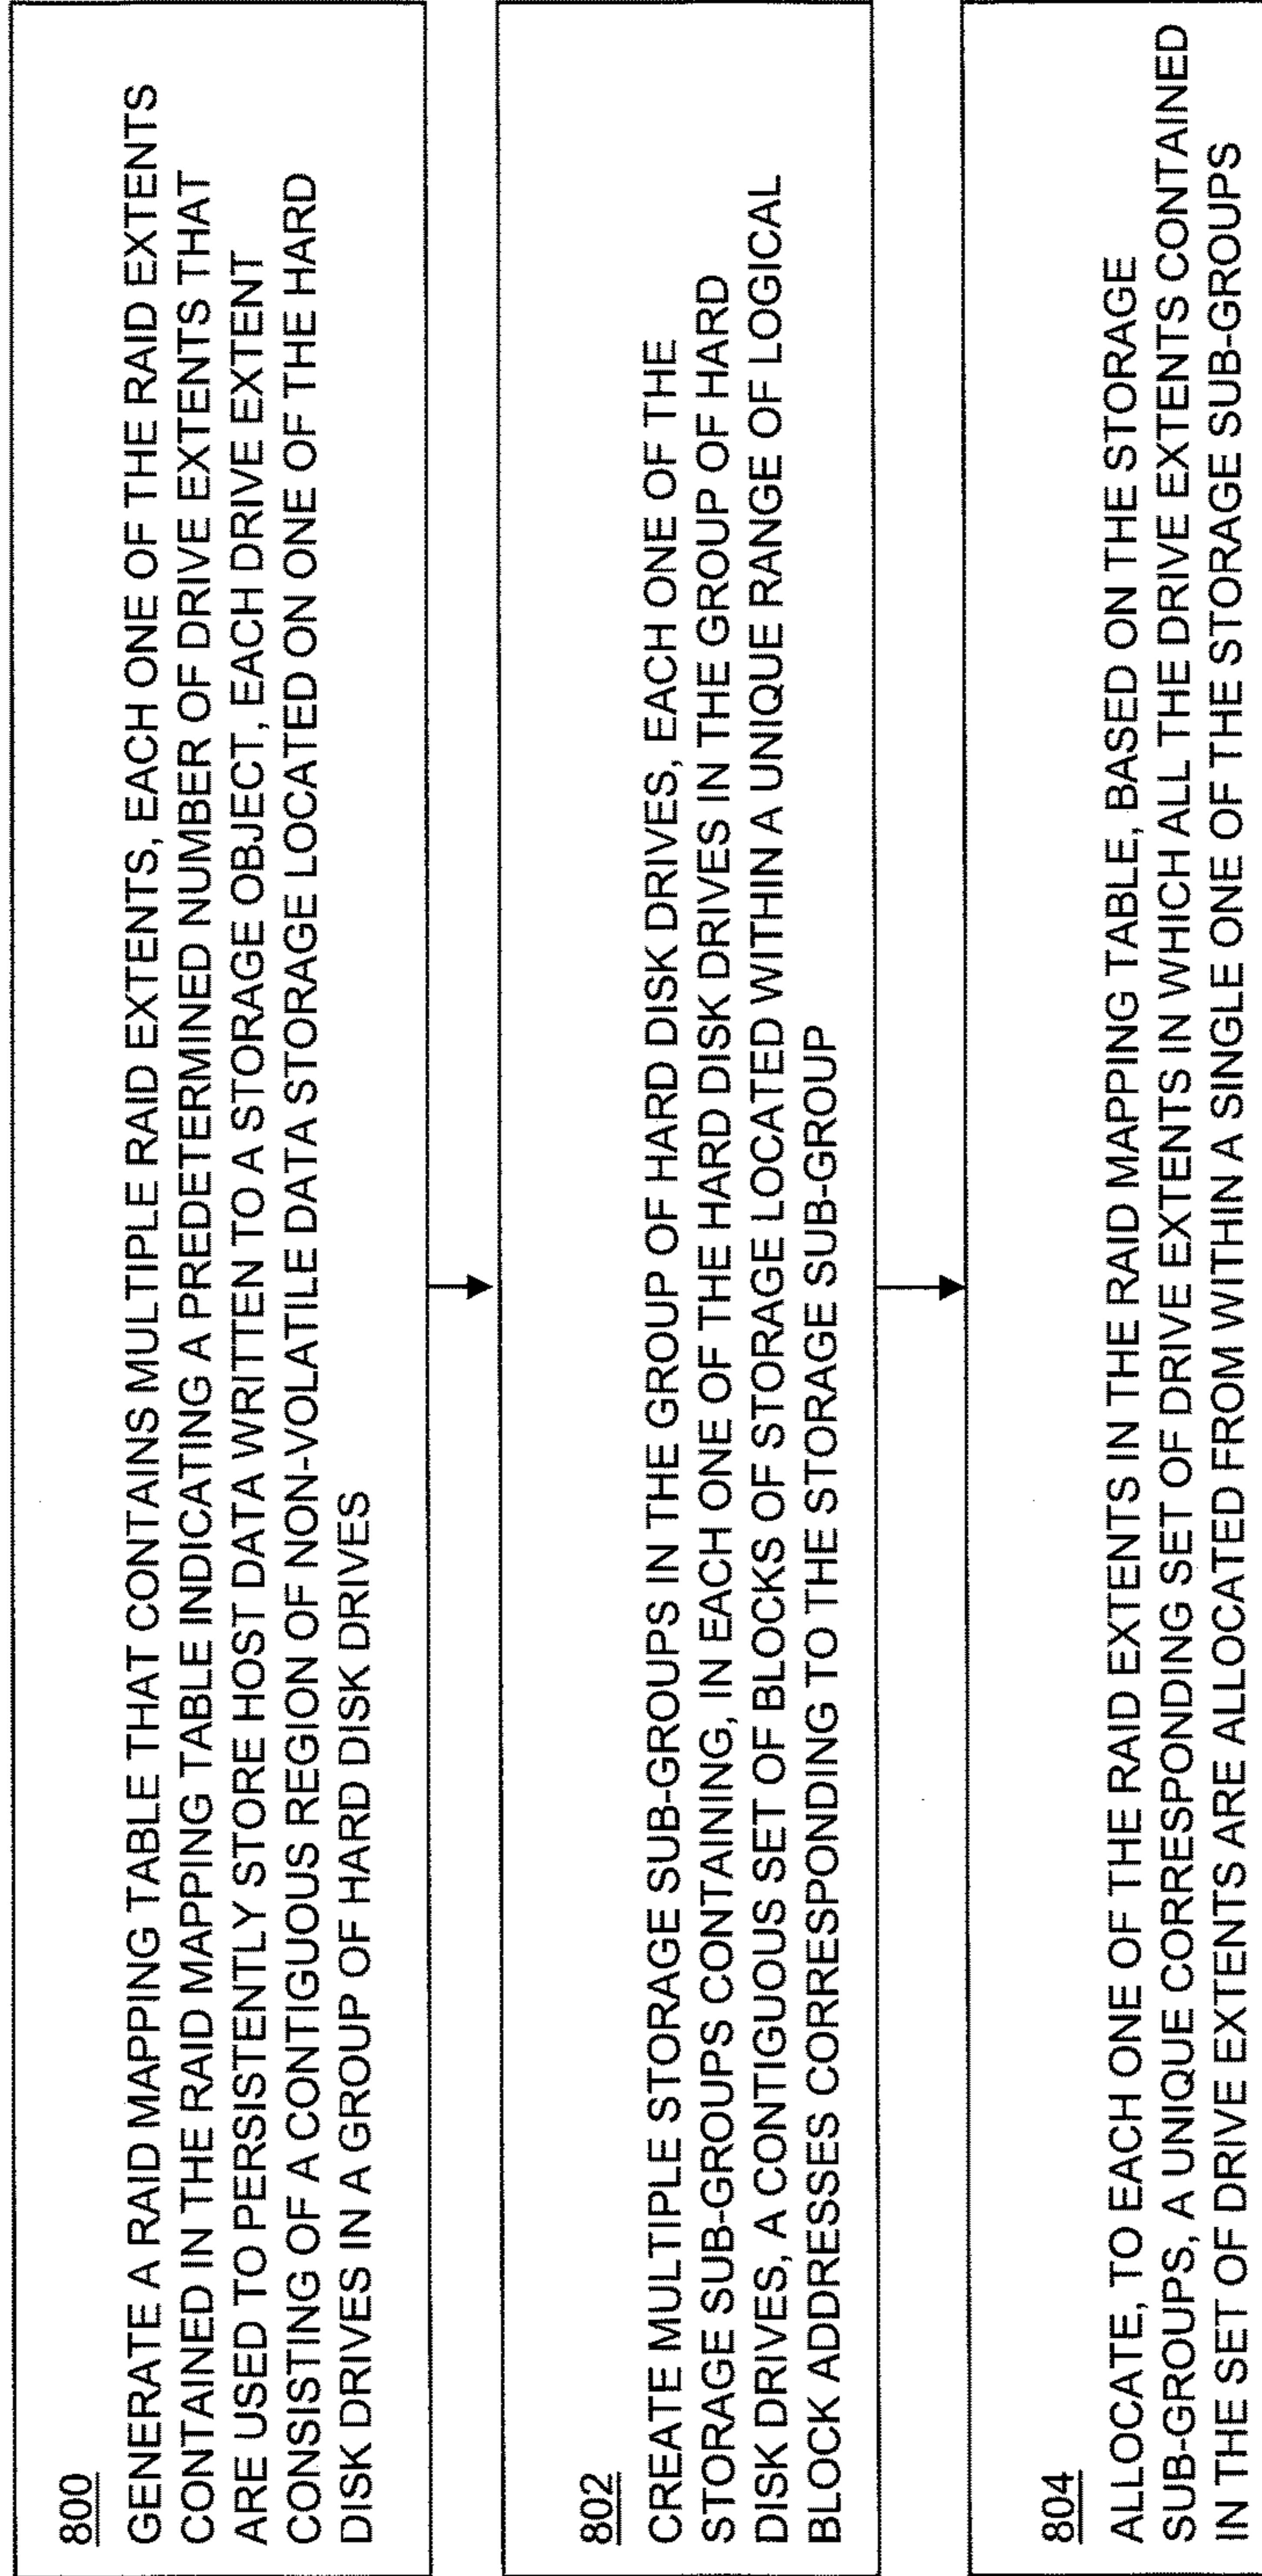 800
GENERATE A RAID MAPPING TABLE THAT CONTAINS MULTIPLE RAID EXTENTS, EACH ONE OF THE RAID EXTENTS
CONTAINED IN THE RAID MAPPING TABLE INDICATING A PREDETERMINED NUMBER OF DRIVE EXTENTS THAT
ARE USED TO PERSISTENTLY STORE HOST DATA WRITTEN TO A STORAGE OBJECT, EACH DRIVE EXTENT
CONSISTING OF A CONTIGUOUS REGION OF NON-VOLATILE DATA STORAGE LOCATED ON ONE OF THE HARD
DISK DRIVES IN A GROUP OF HARD DISK DRIVES
802
CREATE MULTIPLE STORAGE SUB-GROUPS IN THE GROUP OF HARD DISK DRIVES, EACH ONE OF THE
STORAGE SUB-GROUPS CONTAINING, IN EACH ONE OF THE HARD DISK DRIVES IN THE GROUP OF HARD
DISK DRIVES, A CONTIGUOUS SET OF BLOCKS OF STORAGE LOCATED WITHIN A UNIQUE RANGE OF LOGICAL
BLOCK ADDRESSES CORRESPONDING TO THE STORAGE SUB-GROUP
804
ALLOCATE, TO EACH ONE OF THE RAID EXTENTS IN THE RAID MAPPING TABLE, BASED ON THE STORAGE
SUB-GROUPS, A UNIQUE CORRESPONDING SET OF DRIVE EXTENTS IN WHICH ALL THE DRIVE EXTENTS CONTAINED
IN THE SET OF DRIVE EXTENTS ARE ALLOCATED FROM WITHIN A SINGLE ONE OF THE STORAGE SUB-GROUPS